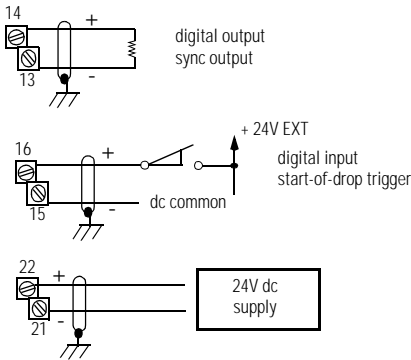 14
+
digital output
sync output
13
-
+ 24V EXT
16
+
digital input
start-of-drop trigger
15
-
dc common
22
+
24V dc
supply
21
-